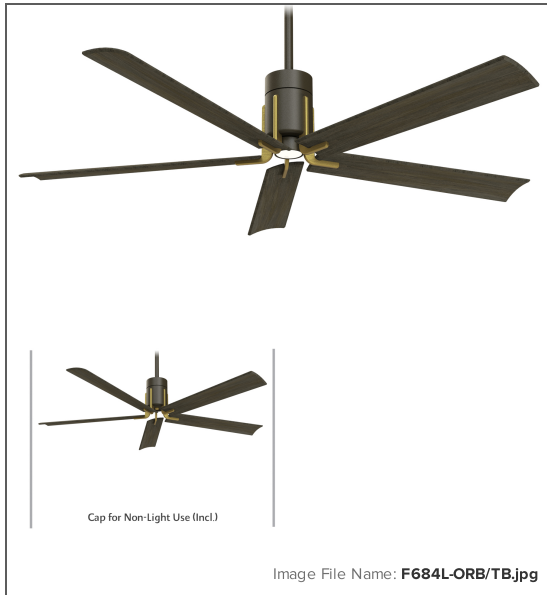 Cap for Non-Light Use (Incl.)
Image File Name: F684L-ORB/TB.jpg